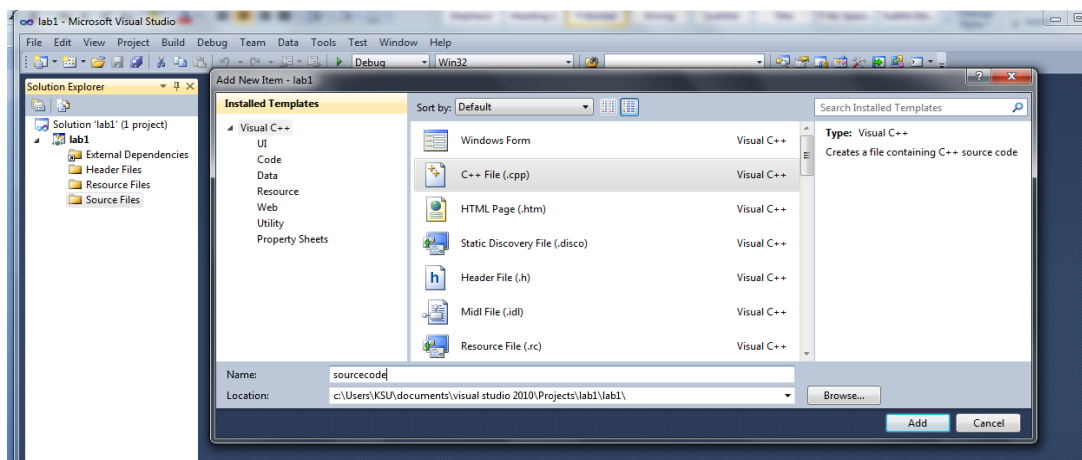 lab1 - Microsoft Visual Studio
File Edit View Project Build Debug Team Data Tools Test Window Help
Debug Win32
Solution Explorer
Solution 'lab1' (1 project)
lab1
External Dependencies
Header Files
Resource Files
Source Files
Add New Item - lab1
Installed Templates
Visual C++
UI
Code
Data
Resource
Web
Utility
Property Sheets
Sort by: Default
Search Installed Templates
Windows Form Visual C++
C++ File (.cpp) Visual C++
HTML Page (.htm) Visual C++
Static Discovery File (.disco) Visual C++
Header File (.h) Visual C++
Midl File (.idl) Visual C++
Resource File (.rc) Visual C++
Type: Visual C++
Creates a file containing C++ source code
Name: sourcecode
Location: c:\Users\KSU\documents\visual studio 2010\Projects\lab1\lab1\
Browse...
Add Cancel